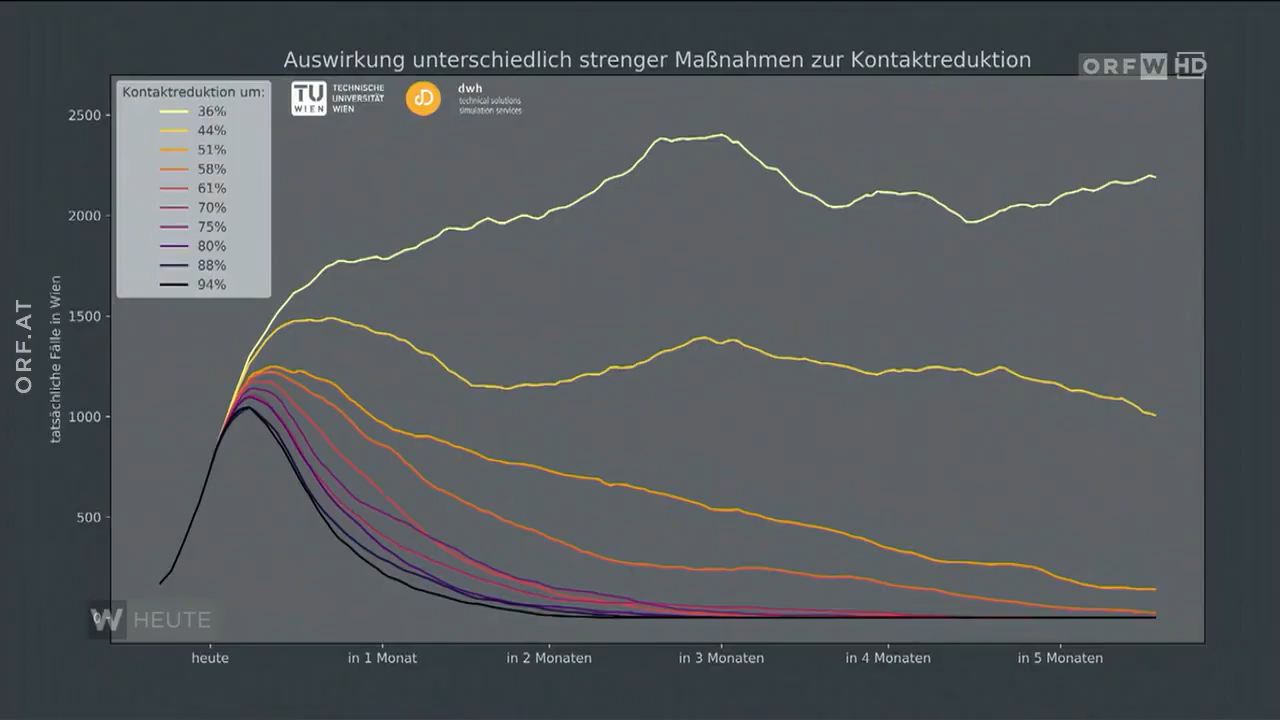 Auswirkung unterschiedlich strenger Maßnahmen zur Kontaktreduktion
ORF W HD
Kontaktreduktion um:
36%
44%
51%
58%
61%
70%
75%
80%
88%
94%
TU
WIEN
TECHNISCHE
UNIVERSITÄT
WIEN
dwh
technical solutions
simulation services
2500
2000
1500
1000
500
0
tatsächliche Fälle in Wien
ORF.AT
W HEUTE
heute
in 1 Monat
in 2 Monaten
in 3 Monaten
in 4 Monaten
in 5 Monaten